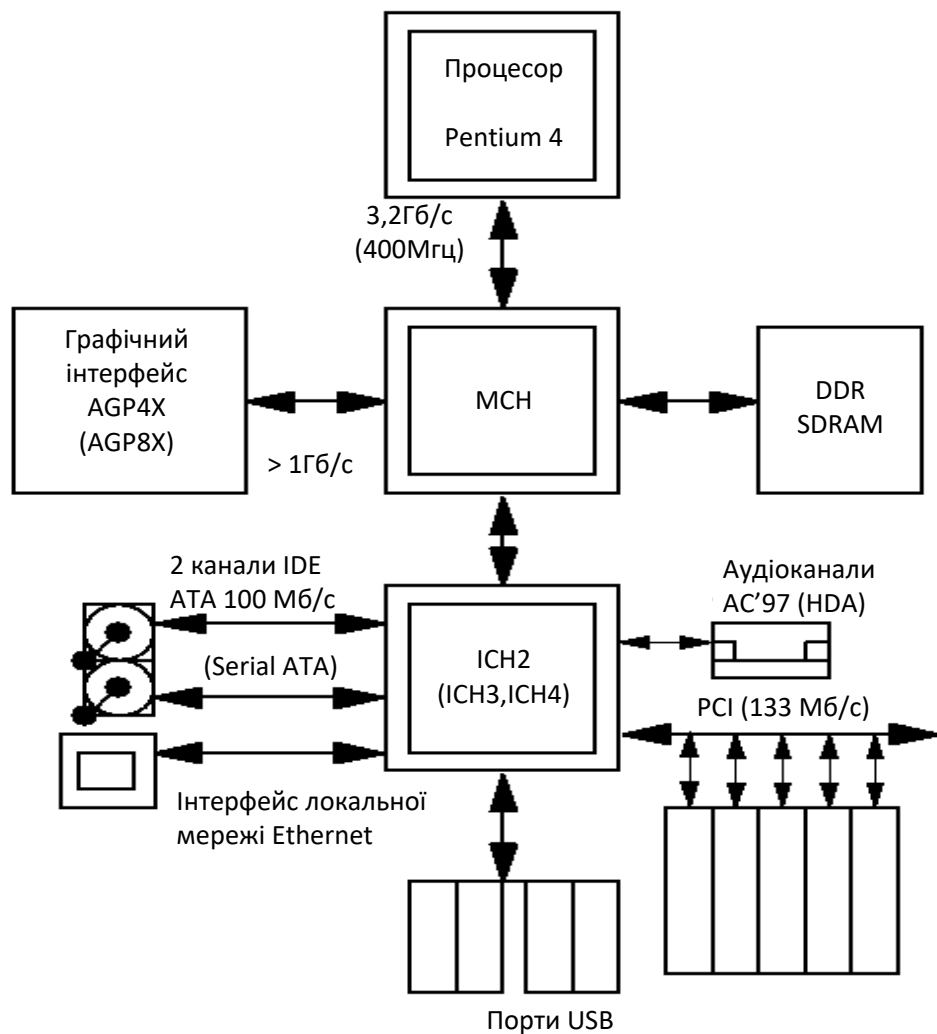 Процесор
Pentium 4
3,2Гб/с
(400Мгц)
Графічний
інтерфейс
AGP4X
(AGP8X)
> 1Гб/с
MCH
DDR
SDRAM
2 канали IDE
ATA 100 Мб/с
(Serial ATA)
ICH2
(ICH3,ICH4)
Аудіоканали
AC’97 (HDA)
PCI (133 Мб/с)
Інтерфейс локальної
мережі Ethernet
Порти USB